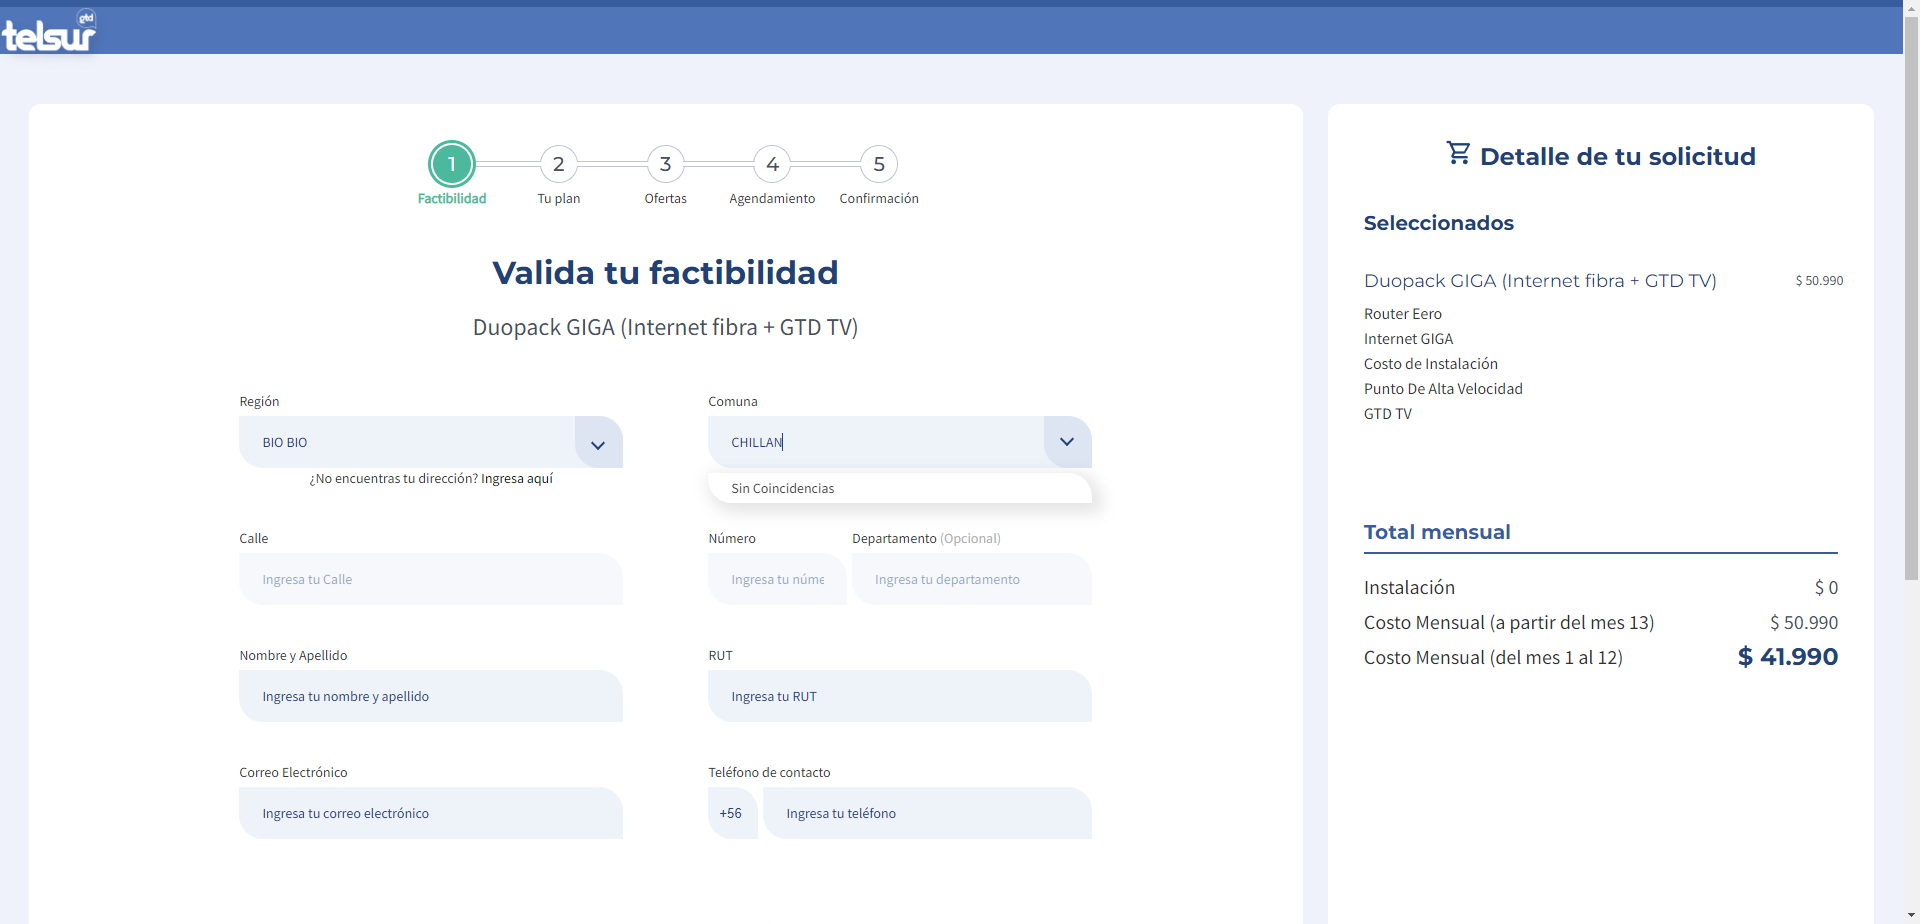 telsur gtd
1 2 3 4 5
Factibilidad Tu plan Ofertas Agendamiento Confirmación
Valida tu factibilidad
Duopack GIGA (Internet fibra + GTD TV)
Región
BIO BIO
¿No encuentras tu dirección? Ingresa aquí
Comuna
CHILLAN
Sin Coincidencias
Calle
Ingresa tu Calle
Número
Ingresa tu núme
Departamento (Opcional)
Ingresa tu departamento
Nombre y Apellido
Ingresa tu nombre y apellido
RUT
Ingresa tu RUT
Correo Electrónico
Ingresa tu correo electrónico
Teléfono de contacto
+56 Ingresa tu teléfono
Detalle de tu solicitud
Seleccionados
Duopack GIGA (Internet fibra + GTD TV) $ 50.990
Router Eero
Internet GIGA
Costo de Instalación
Punto De Alta Velocidad
GTD TV
Total mensual
Instalación $ 0
Costo Mensual (a partir del mes 13) $ 50.990
Costo Mensual (del mes 1 al 12) $ 41.990